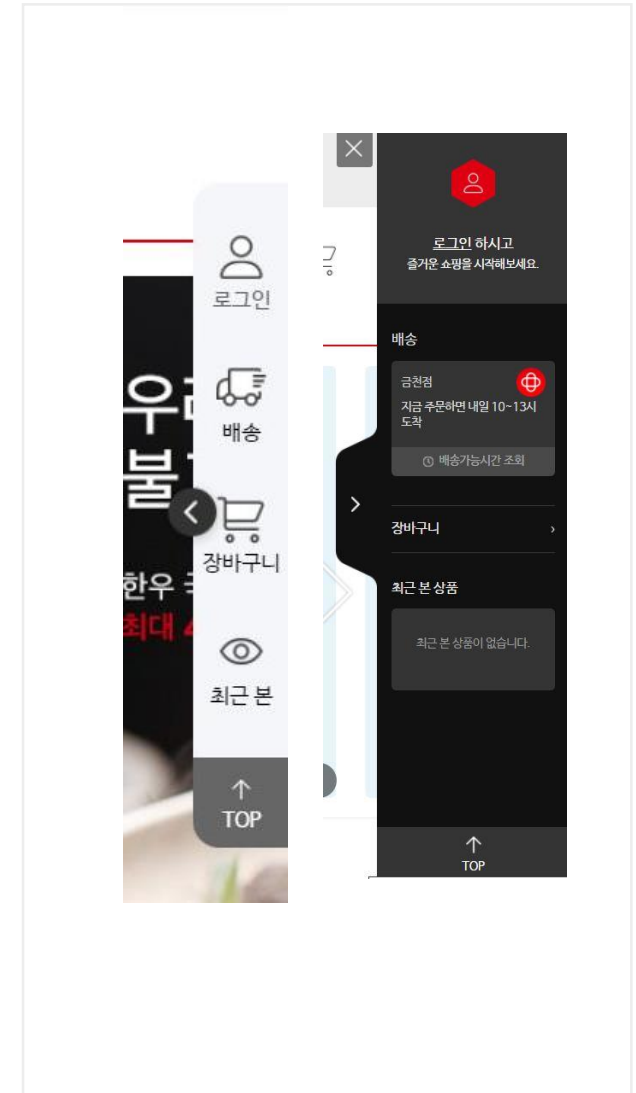 로그인
배송
장바구니
최근 본
TOP
우리
불
한우
최대
로그인 하시고
즐거운 쇼핑을 시작해보세요.
배송
금천점
지금 주문하면 내일 10~13시
도착
배송가능시간 조회
장바구니
최근 본 상품
최근 본 상품이 없습니다.
TOP